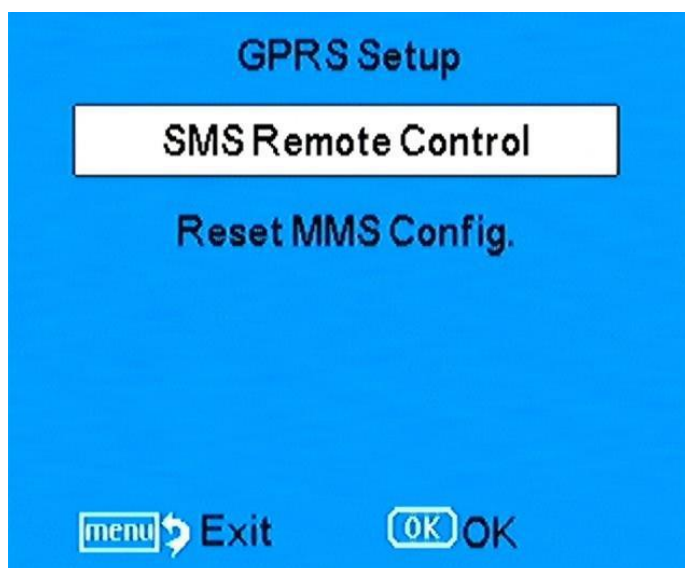 GPRS Setup
SMS Remote Control
Reset MMS Config.
menu Exit OK OK